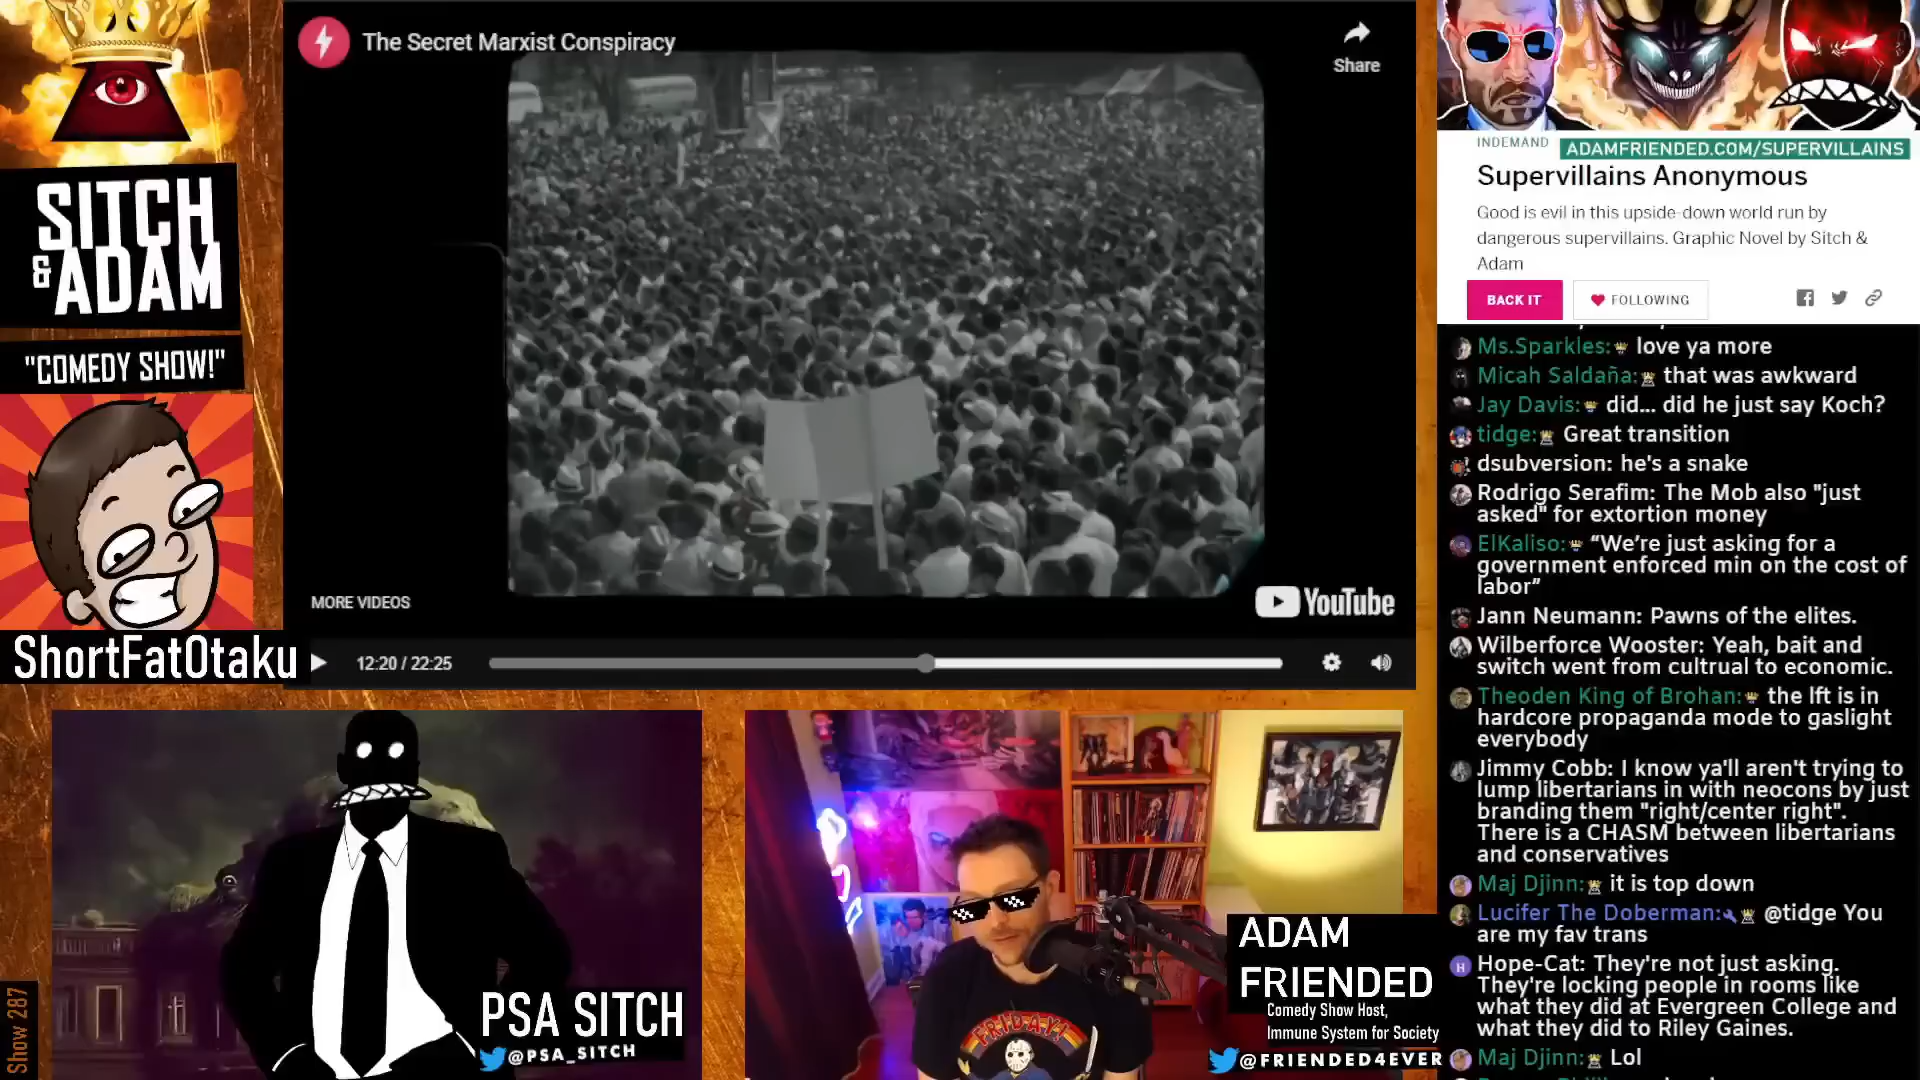 The Secret Marxist Conspiracy
Share
MORE VIDEOS
YouTube
12:20 / 22:25
SITCH
& ADAM
"COMEDY SHOW!"
ShortFatOtaku
Show 287
PSA SITCH
@PSA_SITCH
FRIDAY
ADAM
FRIENDED
Comedy Show Host,
Immune System for Society
@FRIENDED4EVER
INDEMAND
ADAMFRIENDED.COM/SUPERVILLAINS
Supervillains Anonymous
Good is evil in this upside-down world run by
dangerous supervillains. Graphic Novel by Sitch &
Adam
BACK IT
FOLLOWING
Ms.Sparkles: love ya more
Micah Saldaña: that was awkward
Jay Davis: did... did he just say Koch?
tidge: Great transition
dsubversion: he's a snake
Rodrigo Serafim: The Mob also "just
asked" for extortion money
ElKaliso: “We’re just asking for a
government enforced min on the cost of
labor”
Jann Neumann: Pawns of the elites.
Wilberforce Wooster: Yeah, bait and
switch went from cultrual to economic.
Theoden King of Brohan: the lft is in
hardcore propaganda mode to gaslight
everybody
Jimmy Cobb: I know ya'll aren't trying to
lump libertarians in with neocons by just
branding them "right/center right".
There is a CHASM between libertarians
and conservatives
Maj Djinn: it is top down
Lucifer The Doberman: @tidge You
are my fav trans
H
Hope-Cat: They're not just asking.
They're locking people in rooms like
what they did at Evergreen College and
what they did to Riley Gaines.
Maj Djinn: Lol